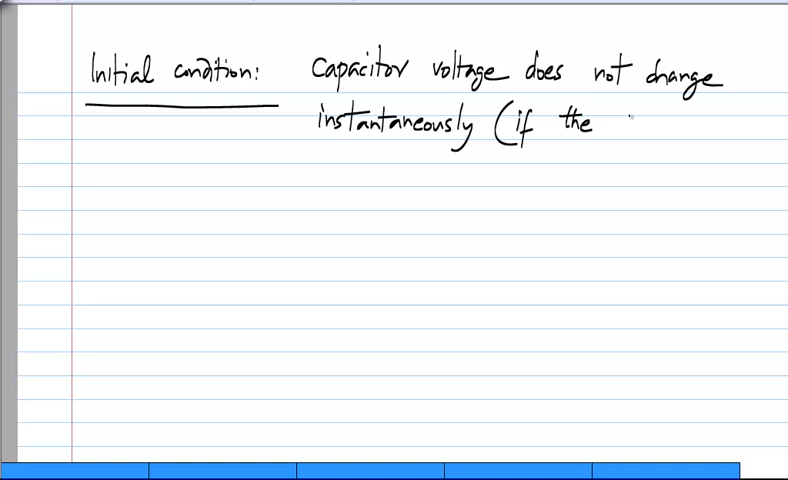 Initial condition: Capacitor voltage does not change
instantaneously (if the